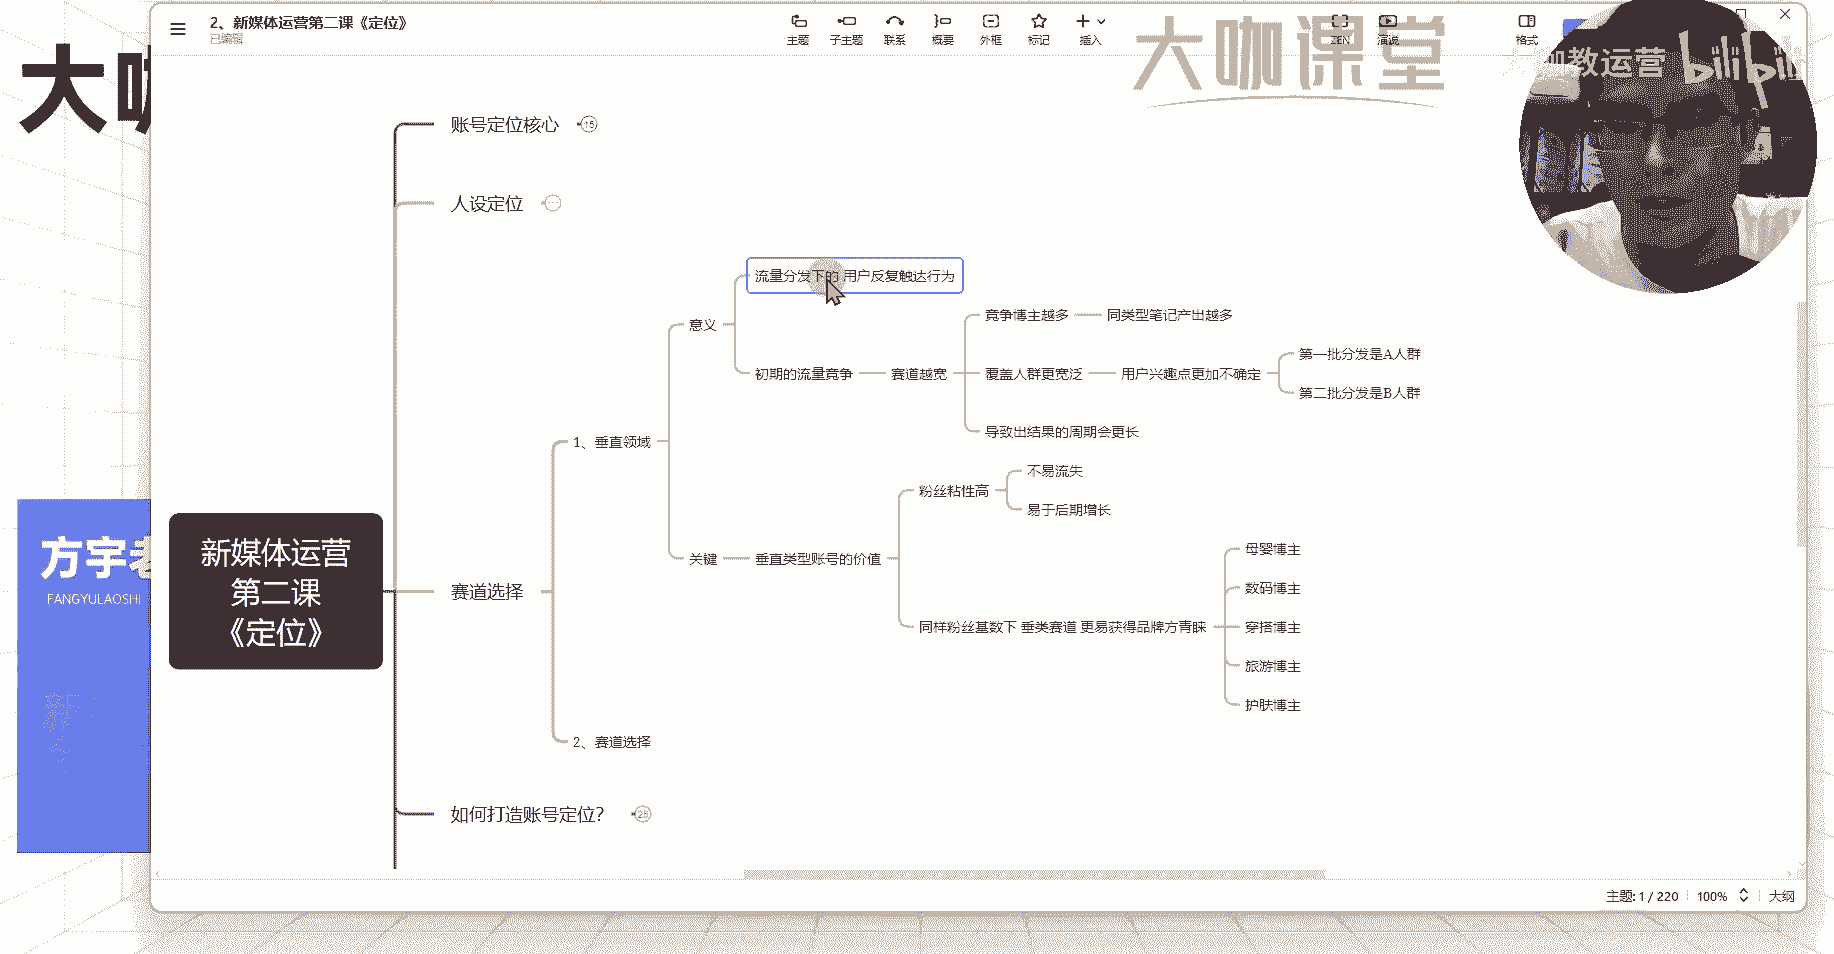 2、新媒体运营第二课《定位》
已编辑
主题
子主题
联系
概要
外框
标记
插入
ZEN
演说
格式
大咖课堂
咖教运营
bilibili
大咖
账号定位核心
15
人设定位
流量分发下的 用户反复触达行为
意义
竞争博主越多
同类型笔记产出越多
第一批分发是A人群
初期的流量竞争
赛道越宽
覆盖人群更宽泛
用户兴趣点更加不确定
第二批分发是B人群
导致出结果的周期会更长
1、垂直领域
不易流失
粉丝粘性高
易于后期增长
关键
垂直类型账号的价值
母婴博主
数码博主
同样粉丝基数下 垂类赛道 更易获得品牌方青睐
穿搭博主
旅游博主
护肤博主
方宇老
FANGYULAOSHI
新媒体运营
第二课
《定位》
赛道选择
2、赛道选择
如何打造账号定位？
25
主题: 1 / 220
100%
大纲